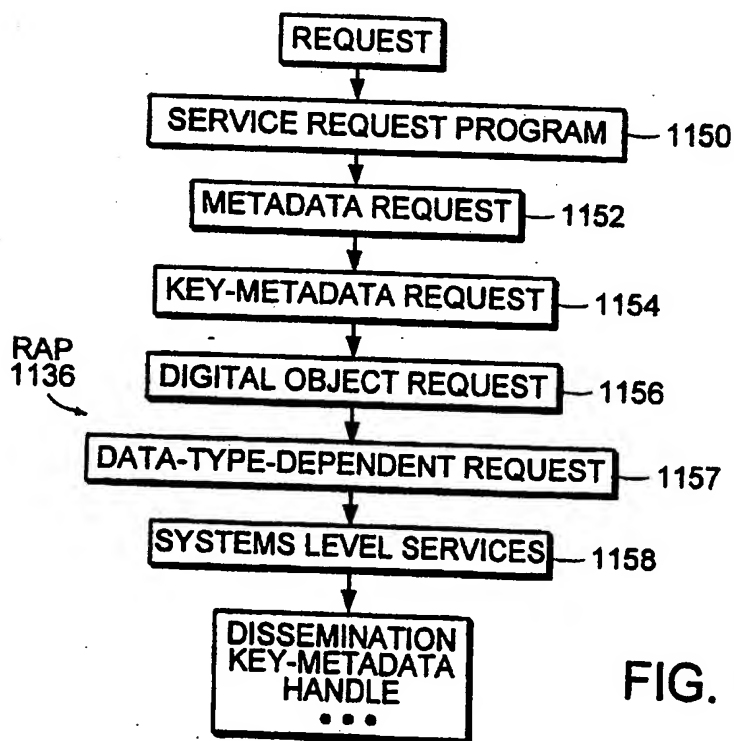 REQUEST
SERVICE REQUEST PROGRAM 1150
METADATA REQUEST 1152
KEY-METADATA REQUEST 1154
RAP
1136
DIGITAL OBJECT REQUEST 1156
DATA-TYPE-DEPENDENT REQUEST 1157
SYSTEMS LEVEL SERVICES 1158
DISSEMINATION
KEY-METADATA
HANDLE
•••
FIG.